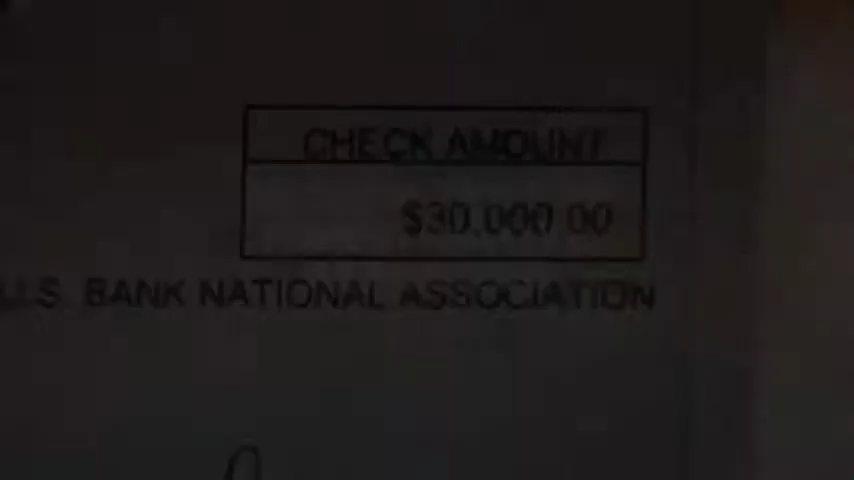 CHECK AMOUNT
$30,000.00
U.S. BANK NATIONAL ASSOCIATION